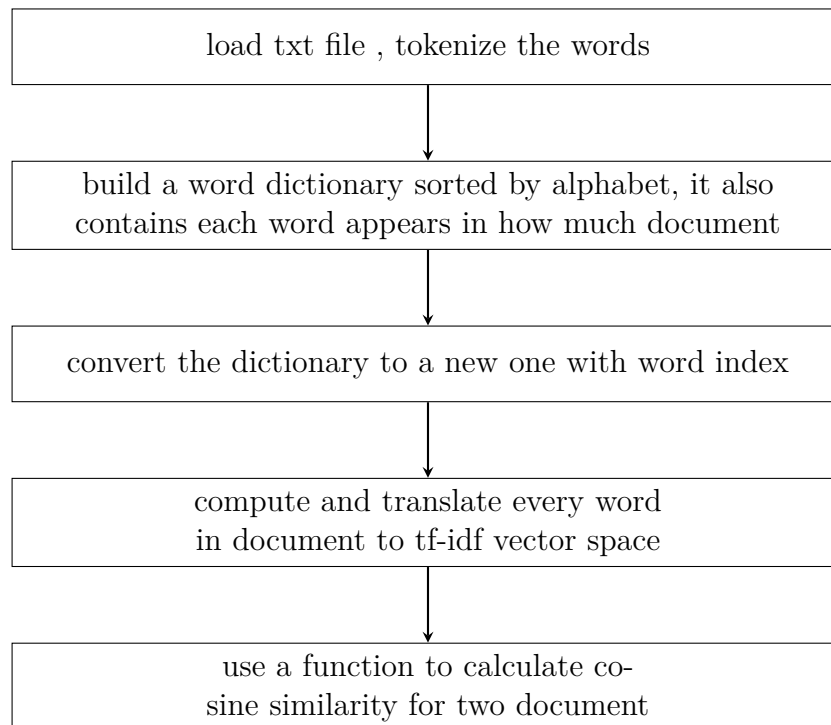 load txt file , tokenize the words
build a word dictionary sorted by alphabet, it also
contains each word appears in how much document
convert the dictionary to a new one with word index
compute and translate every word
in document to tf-idf vector space
use a function to calculate co-
sine similarity for two document